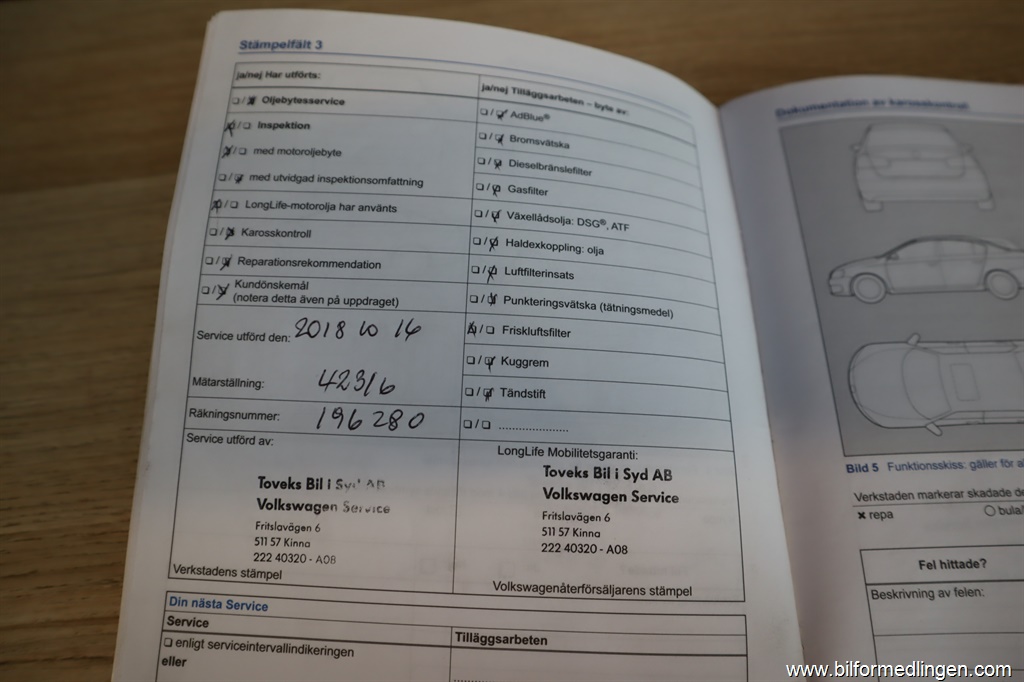 Stämpelfält 3
ja/nej Har utförts:
❏/❏ Oljebytesservice
❏/❏ Inspektion
❏/❏ med motoroljebyte
❏/❏ med utvidgad inspektionsomfattning
❏/❏ LongLife-motorolja har använts
❏/❏ Karosskontroll
❏/❏ Reparationsrekommendation
❏/❏ Kundönskemål
(notera detta även på uppdraget)
Service utförd den: 2018 10 14
Mätarställning: 42316
Räkningsnummer: 196280
Service utförd av:
Toveks Bil i Syd AB
Volkswagen Service
Fritslavägen 6
511 57 Kinna
222 40320 - A08
Verkstadens stämpel
ja/nej Tilläggsarbeten – byte av:
❏/❏ AdBlue®
❏/❏ Bromsvätska
❏/❏ Dieselbränslefilter
❏/❏ Gasfilter
❏/❏ Växellådsolja: DSG®, ATF
❏/❏ Haldexkoppling: olja
❏/❏ Luftfilterinsats
❏/❏ Punkteringsvätska (tätningsmedel)
❏/❏ Friskluftsfilter
❏/❏ Kuggrem
❏/❏ Tändstift
❏/❏ ....................
LongLife Mobilitetsgaranti:
Toveks Bil i Syd AB
Volkswagen Service
Fritslavägen 6
511 57 Kinna
222 40320 - A08
Volkswagenåterförsäljarens stämpel
Din nästa Service
Service
❏ enligt serviceintervallindikeringen
eller
Tilläggsarbeten
Dokumentation av karosskontroll
Bild 5 Funktionsskiss: gäller för
Verkstaden markerar skadade
✖ repa
Fel hittade?
Beskrivning av felen:
www.bilformedlingen.com